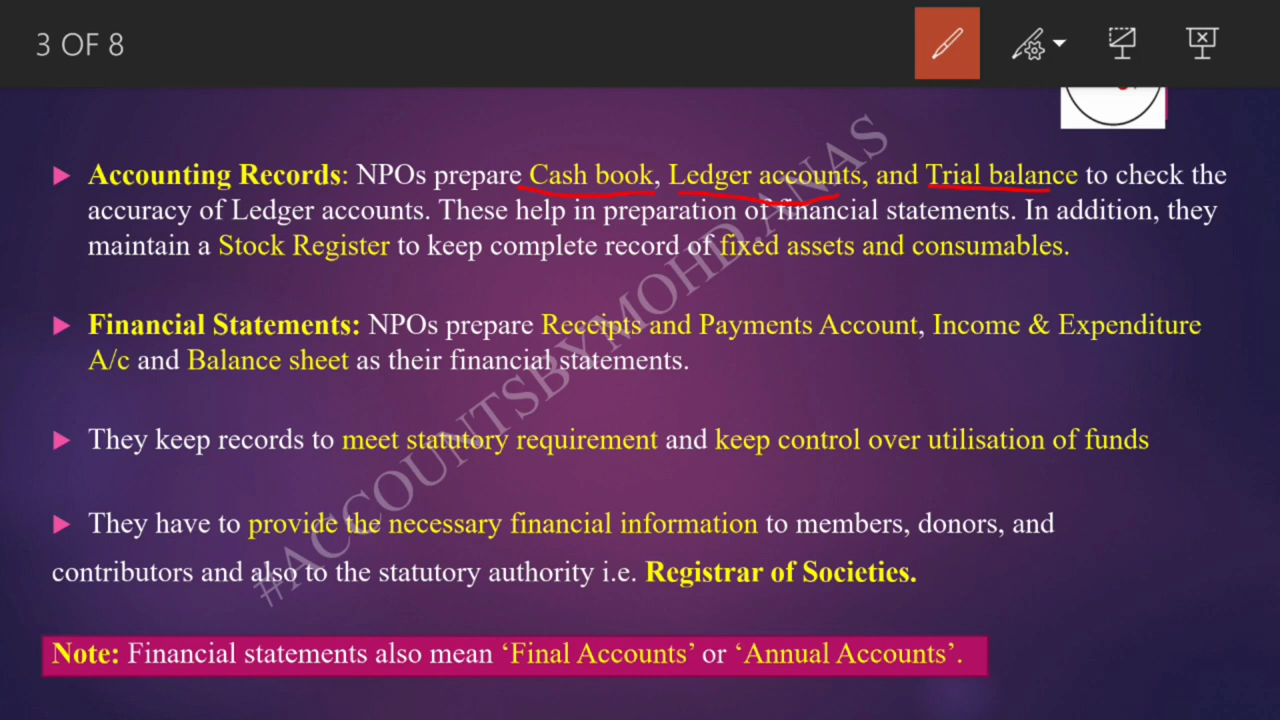 3 OF 8
Accounting Records: NPOs prepare Cash book, Ledger accounts, and Trial balance to check the
accuracy of Ledger accounts. These help in preparation of financial statements. In addition, they
maintain a Stock Register to keep complete record of fixed assets and consumables.
Financial Statements: NPOs prepare Receipts and Payments Account, Income & Expenditure
A/c and Balance sheet as their financial statements.
They keep records to meet statutory requirement and keep control over utilisation of funds
They have to provide the necessary financial information to members, donors, and
contributors and also to the statutory authority i.e. Registrar of Societies.
Note: Financial statements also mean ‘Final Accounts’ or ‘Annual Accounts’.
#ACCOUNTSBYMOHD.ANAS